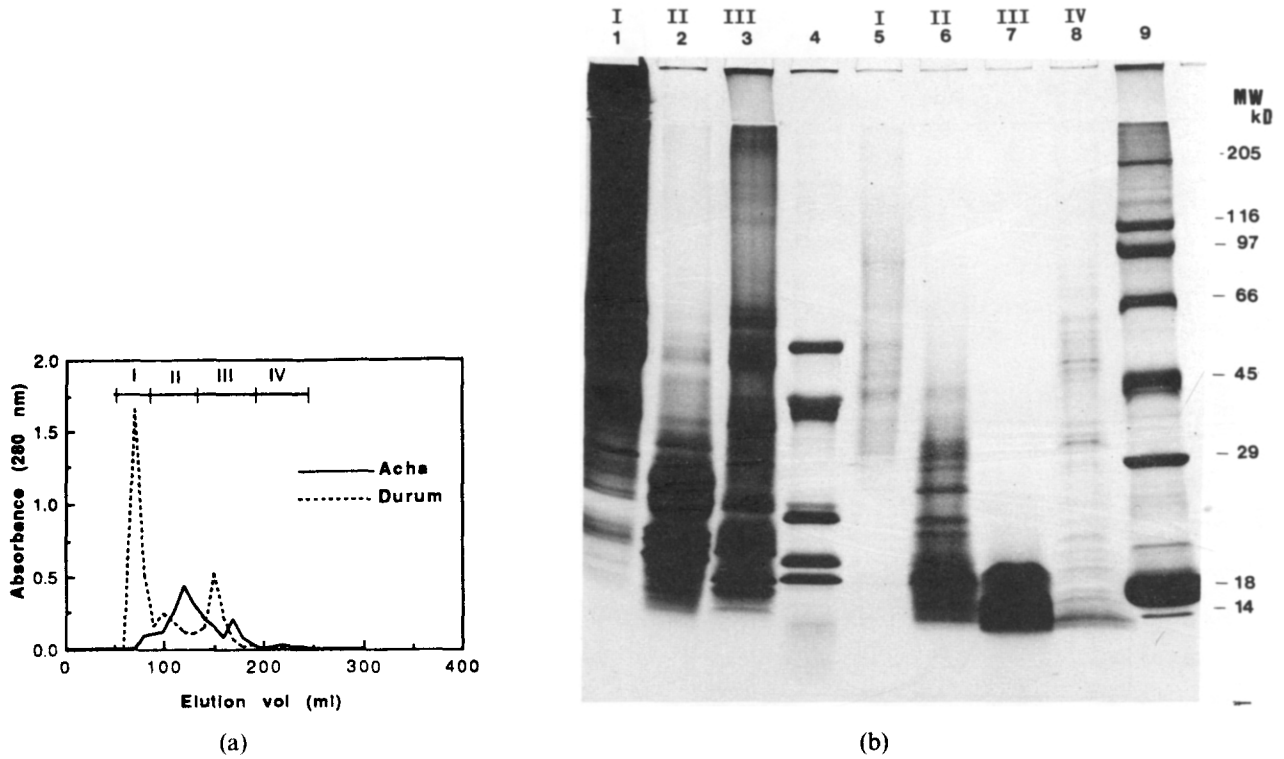 2.0
1.5
1.0
0.5
0.0
Absorbance (280 nm)
I II III IV
Acha
Durum
0 100 200 300 400
Elution vol (ml)
(a)
I II III I II III IV
1 2 3 4 5 6 7 8 9
MW
kD
-205
-116
- 97
- 66
- 45
- 29
- 18
- 14
(b)